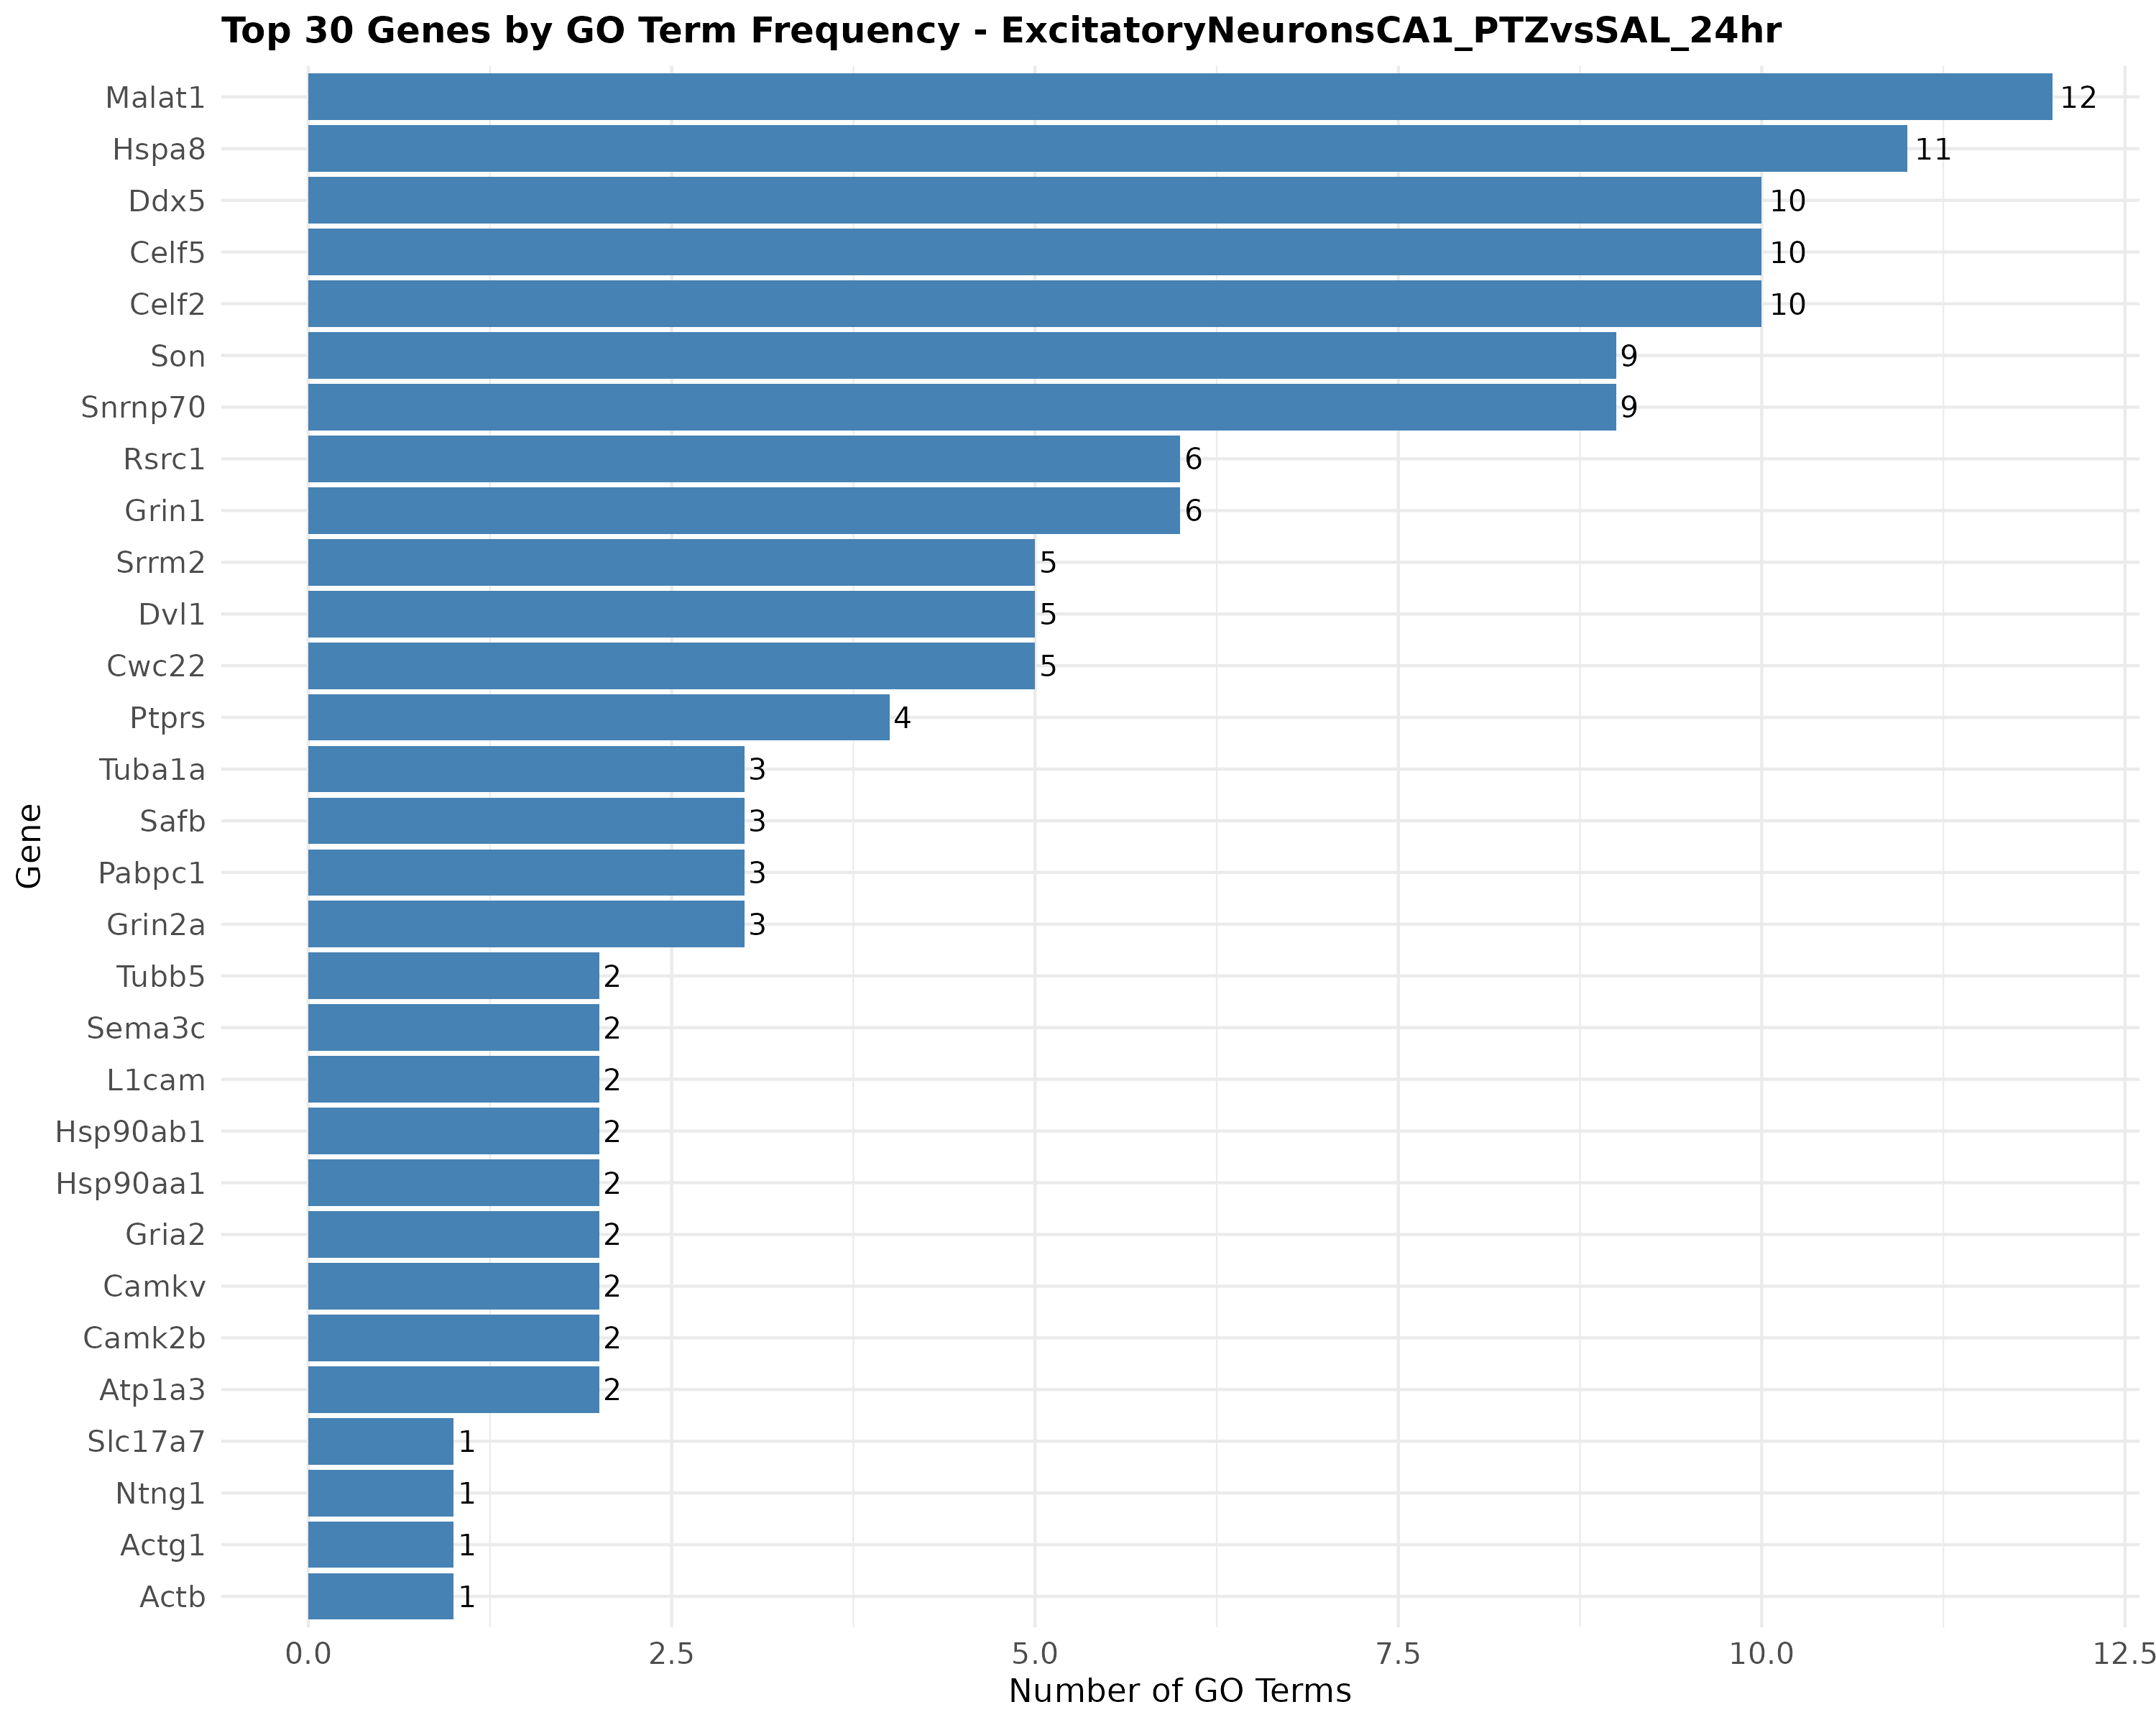 Top 30 Genes by GO Term Frequency - ExcitatoryNeuronsCA1_PTZvsSAL_24hr
Malat1 12
Hspa8 11
Ddx5 10
Celf5 10
Celf2 10
Son 9
Snrnp70 9
Rsrc1 6
Grin1 6
Srrm2 5
Dvl1 5
Cwc22 5
Ptprs 4
Tuba1a 3
Safb 3
Pabpc1 3
Grin2a 3
Tubb5 2
Sema3c 2
L1cam 2
Hsp90ab1 2
Hsp90aa1 2
Gria2 2
Camkv 2
Camk2b 2
Atp1a3 2
Slc17a7 1
Ntng1 1
Actg1 1
Actb 1
Gene
0.0 2.5 5.0 7.5 10.0 12.5
Number of GO Terms